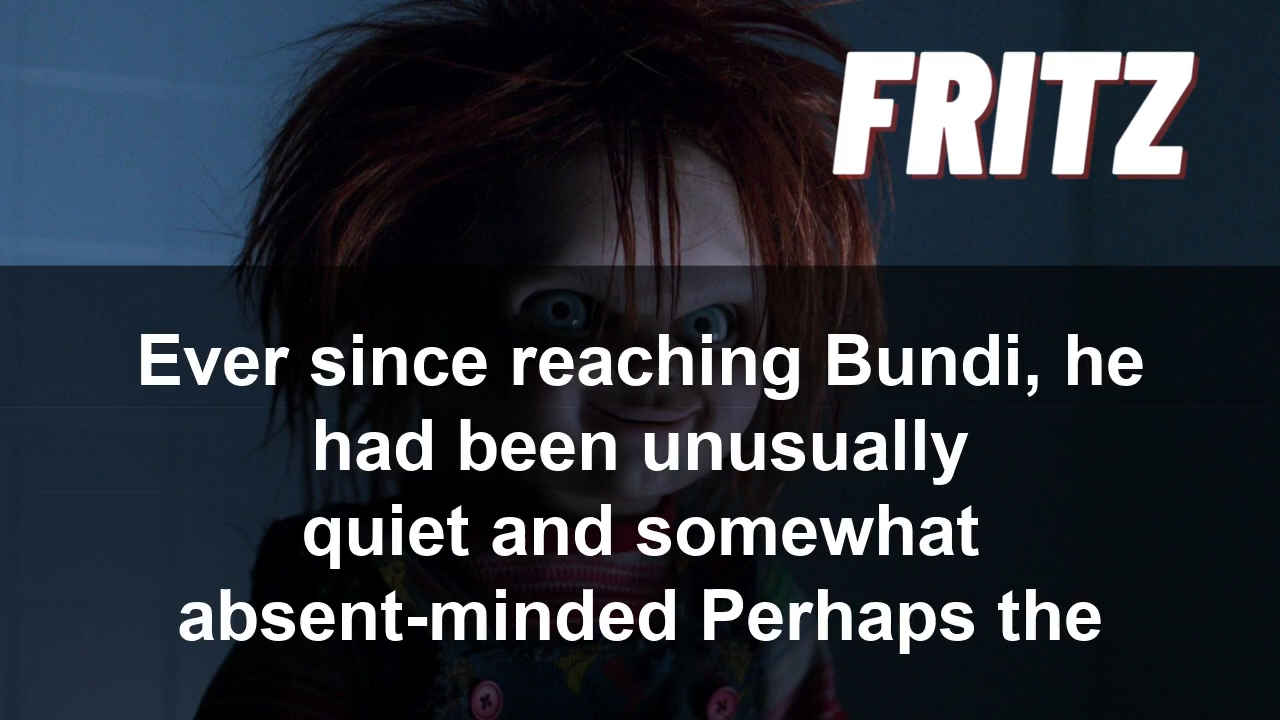 FRITZ
Ever since reaching Bundi, he
had been unusually
quiet and somewhat
absent-minded Perhaps the